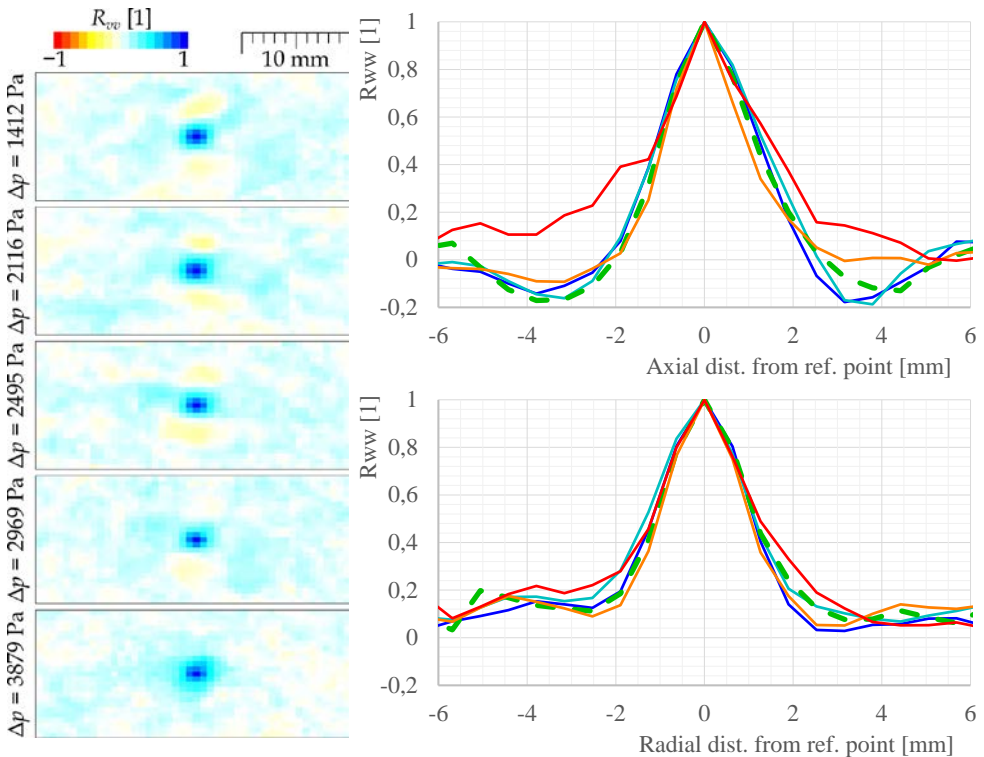 R_vv [1]
−1
1
10 mm
Δp = 1412 Pa
Δp = 2116 Pa
Δp = 2495 Pa
Δp = 2969 Pa
Δp = 3879 Pa
Rww [1]
1
0,8
0,6
0,4
0,2
0
-0,2
-6 -4 -2 0 2 4 6
Axial dist. from ref. point [mm]
Rww [1]
1
0,8
0,6
0,4
0,2
0
-0,2
-6 -4 -2 0 2 4 6
Radial dist. from ref. point [mm]